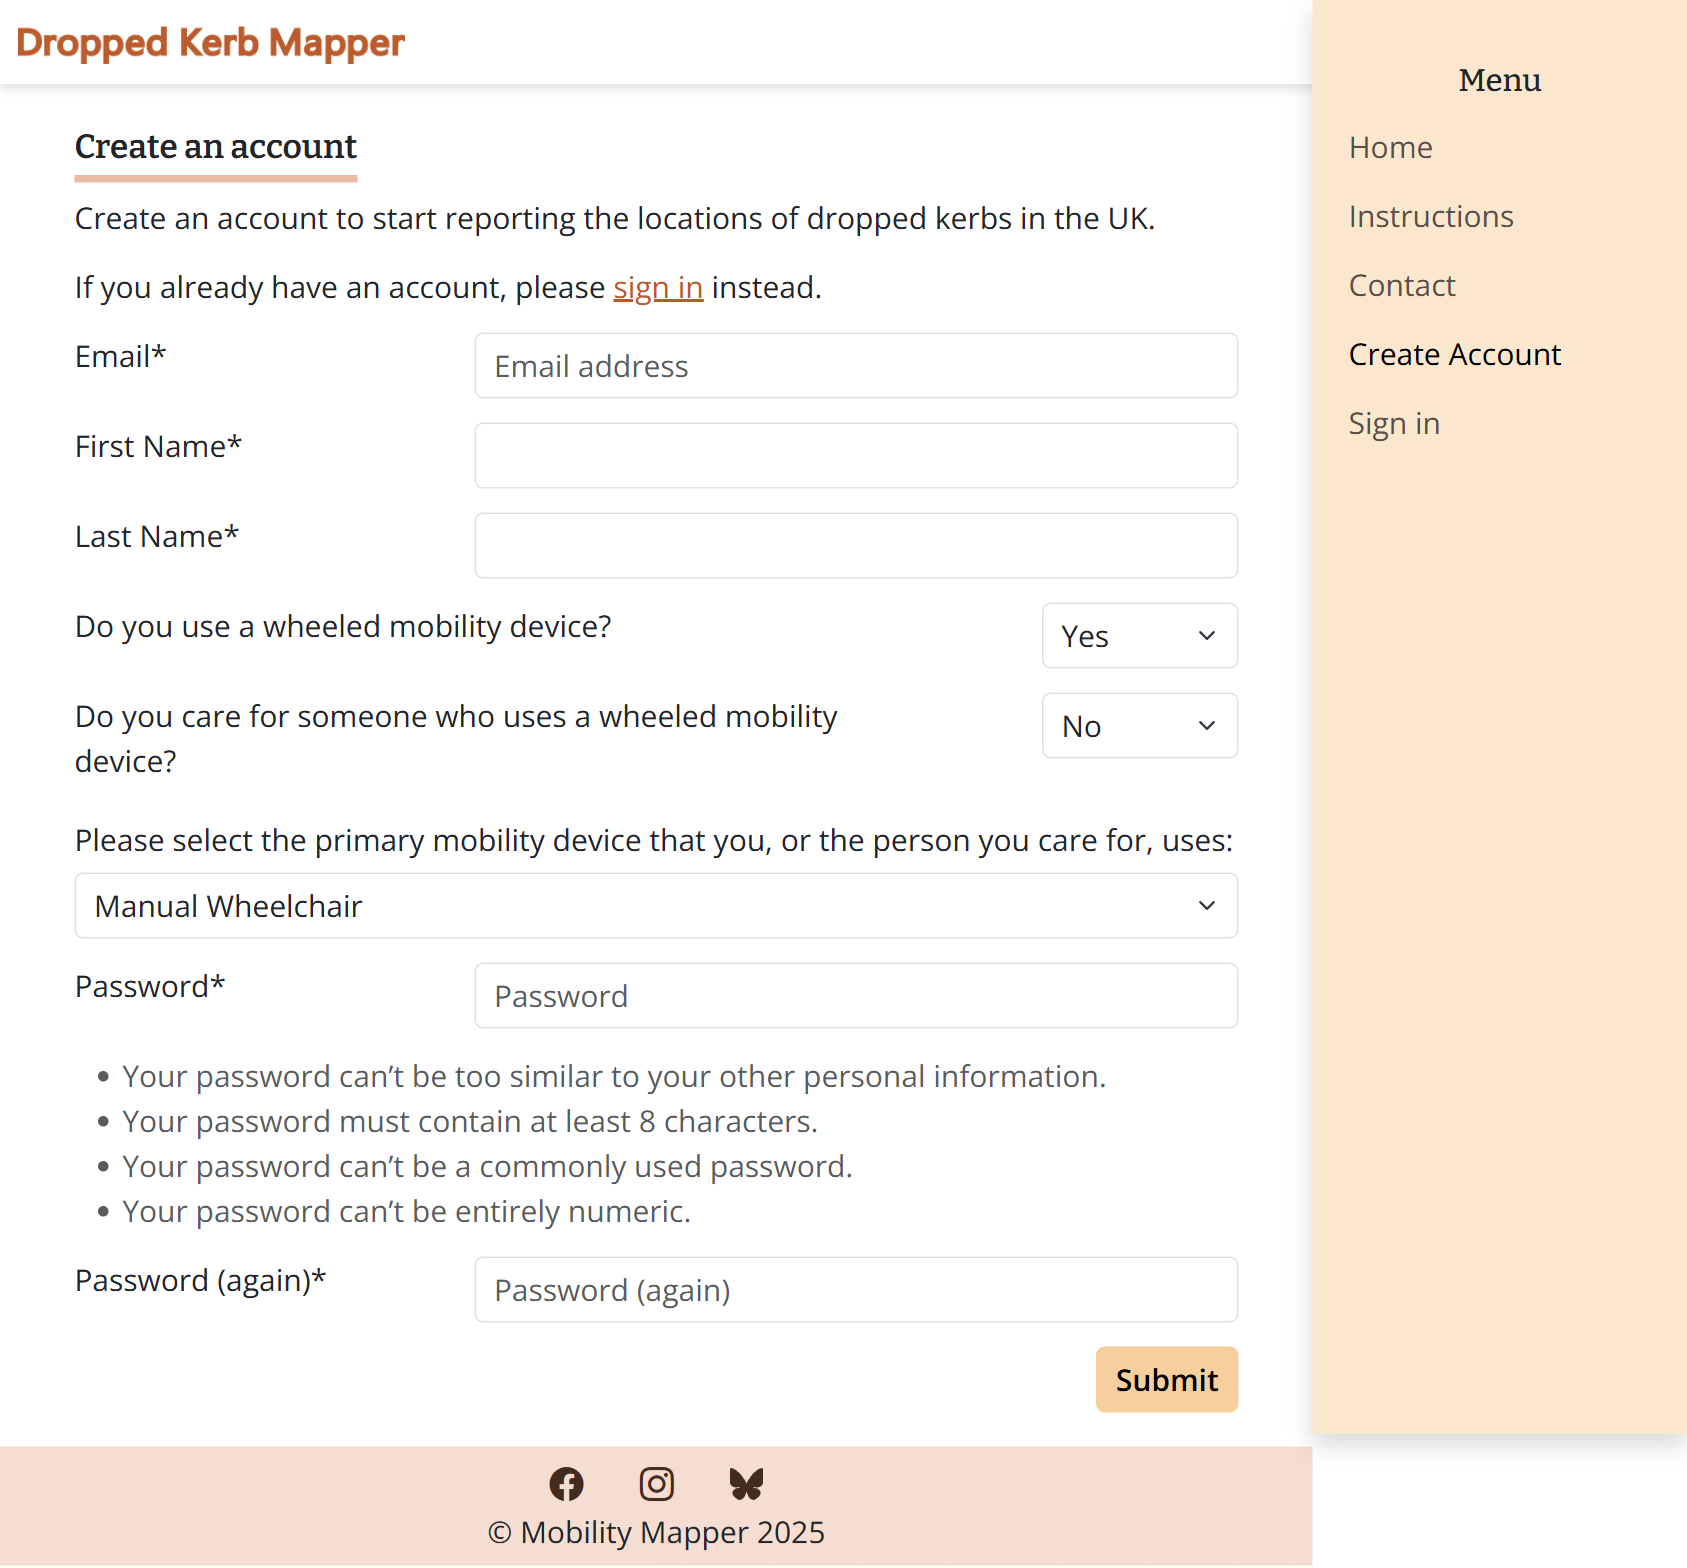 Dropped Kerb Mapper
Create an account
Create an account to start reporting the locations of dropped kerbs in the UK.
If you already have an account, please sign in instead.
Email*
Email address
First Name*
Last Name*
Do you use a wheeled mobility device?
Yes
Do you care for someone who uses a wheeled mobility
device?
No
Please select the primary mobility device that you, or the person you care for, uses:
Manual Wheelchair
Password*
Password
• Your password can’t be too similar to your other personal information.
• Your password must contain at least 8 characters.
• Your password can’t be a commonly used password.
• Your password can’t be entirely numeric.
Password (again)*
Password (again)
Submit
© Mobility Mapper 2025
Menu
Home
Instructions
Contact
Create Account
Sign in